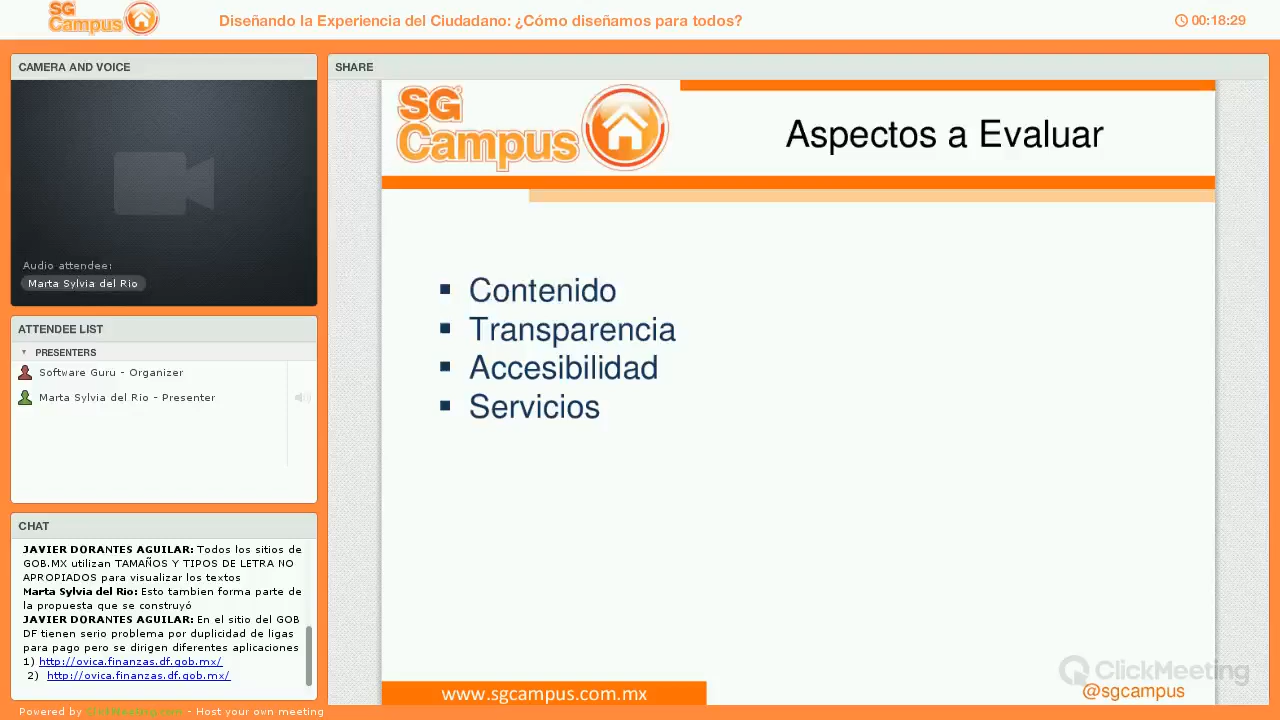 SG Campus
Diseñando la Experiencia del Ciudadano: ¿Cómo diseñamos para todos?
00:18:29
CAMERA AND VOICE
Audio attendee:
Marta Sylvia del Rio
ATTENDEE LIST
PRESENTERS
Software Guru - Organizer
Marta Sylvia del Rio - Presenter
CHAT
JAVIER DORANTES AGUILAR: Todos los sitios de
GOB.MX utilizan TAMAÑOS Y TIPOS DE LETRA NO
APROPIADOS para visualizar los textos
Marta Sylvia del Rio: Esto tambien forma parte de
la propuesta que se construyó
JAVIER DORANTES AGUILAR: En el sitio del GOB
DF tienen serio problema por duplicidad de ligas
para pago pero se dirigen diferentes aplicaciones
1) http://ovica.finanzas.df.gob.mx/
2) http://ovica.finanzas.df.gob.mx/
Powered by ClickMeeting.com - Host your own meeting
SHARE
SG
Campus
Aspectos a Evaluar
▪ Contenido
▪ Transparencia
▪ Accesibilidad
▪ Servicios
www.sgcampus.com.mx
ClickMeeting
@sgcampus